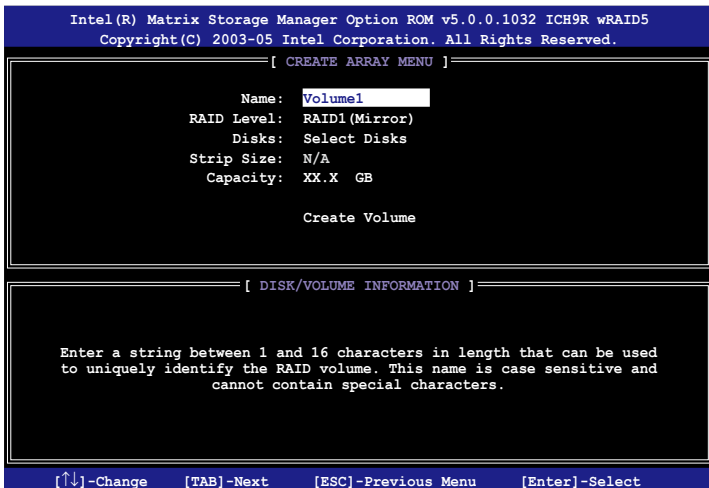 Intel(R) Matrix Storage Manager Option ROM v5.0.0.1032 ICH9R wRAID5
Copyright(C) 2003-05 Intel Corporation. All Rights Reserved.
[ CREATE ARRAY MENU ]
Name: Volume1
RAID Level: RAID1(Mirror)
Disks: Select Disks
Strip Size: N/A
Capacity: XX.X GB
Create Volume
[ DISK/VOLUME INFORMATION ]
Enter a string between 1 and 16 characters in length that can be used
to uniquely identify the RAID volume. This name is case sensitive and
cannot contain special characters.
[↑↓]-Change [TAB]-Next [ESC]-Previous Menu [Enter]-Select